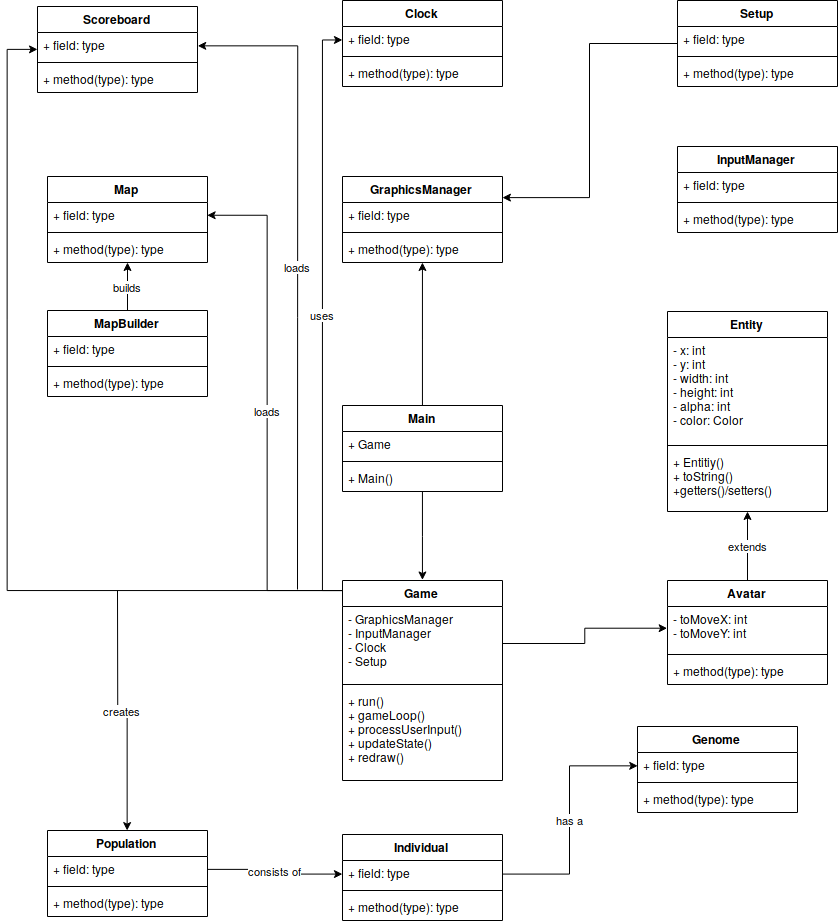 Scoreboard
+ field: type
+ method(type): type
Clock
+ field: type
+ method(type): type
Setup
+ field: type
+ method(type): type
InputManager
+ field: type
+ method(type): type
Map
+ field: type
+ method(type): type
GraphicsManager
+ field: type
+ method(type): type
loads
builds
uses
MapBuilder
+ field: type
+ method(type): type
Entity
- x: int
- y: int
- width: int
- height: int
- alpha: int
- color: Color
+ Entitiy()
+ toString()
+getters()/setters()
loads
Main
+ Game
+ Main()
extends
Game
- GraphicsManager
- InputManager
- Clock
- Setup
+ run()
+ gameLoop()
+ processUserInput()
+ updateState()
+ redraw()
Avatar
- toMoveX: int
- toMoveY: int
+ method(type): type
creates
Genome
+ field: type
+ method(type): type
has a
Population
+ field: type
+ method(type): type
consists of
Individual
+ field: type
+ method(type): type